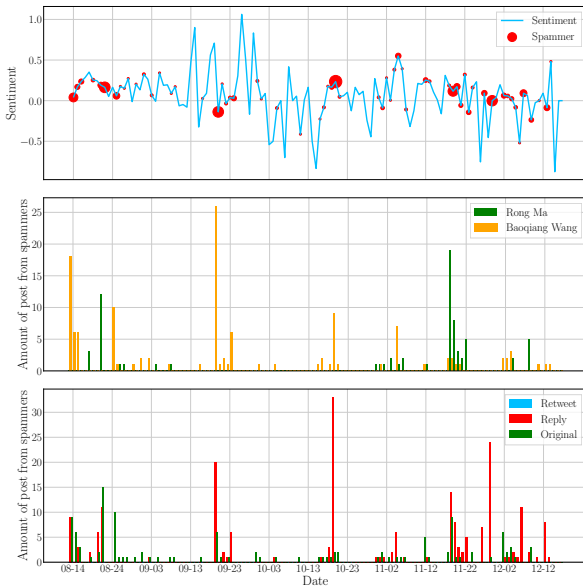 1.0
0.5
0.0
−0.5
Sentiment
Sentiment
Spammer
25
20
15
10
5
0
Amount of post from spammers
Rong Ma
Baoqiang Wang
30
25
20
15
10
5
0
Amount of post from spammers
Retweet
Reply
Original
08-14 08-24 09-03 09-13 09-23 10-03 10-13 10-23 11-02 11-12 11-22 12-02 12-12
Date